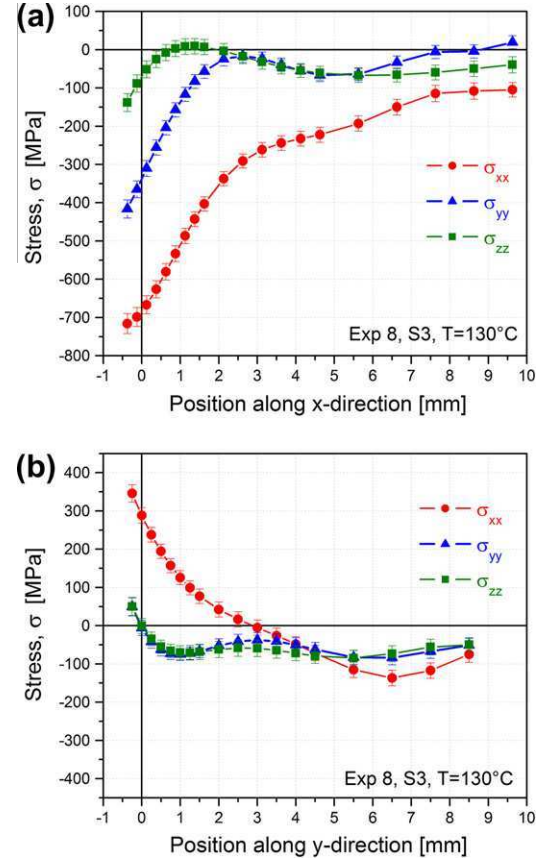 (a)
100
0
-100
-200
-300
-400
-500
-600
-700
-800
Stress, σ [MPa]
σxx
σyy
σzz
Exp 8, S3, T=130°C
-1 0 1 2 3 4 5 6 7 8 9 10
Position along x-direction [mm]
(b)
400
300
200
100
0
-100
-200
-300
-400
Stress, σ [MPa]
σxx
σyy
σzz
Exp 8, S3, T=130°C
-1 0 1 2 3 4 5 6 7 8 9 10
Position along y-direction [mm]